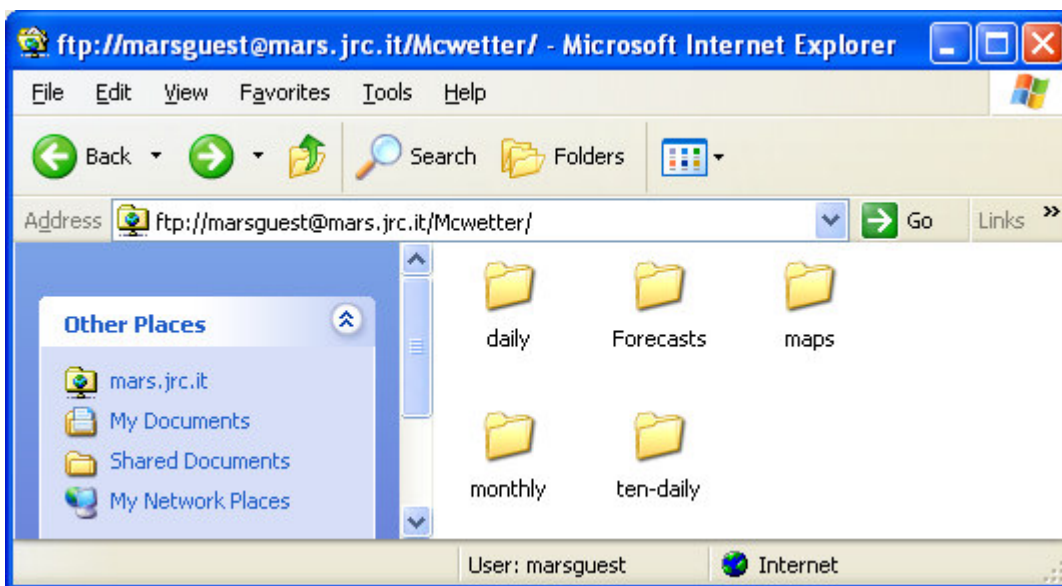 ftp://marsguest@mars.jrc.it/Mcwetter/ - Microsoft Internet Explorer
File Edit View Favorites Tools Help
Back Search Folders
Address ftp://marsguest@mars.jrc.it/Mcwetter/ Go Links »
Other Places
mars.jrc.it
My Documents
Shared Documents
My Network Places
daily Forecasts maps
monthly ten-daily
User: marsguest Internet